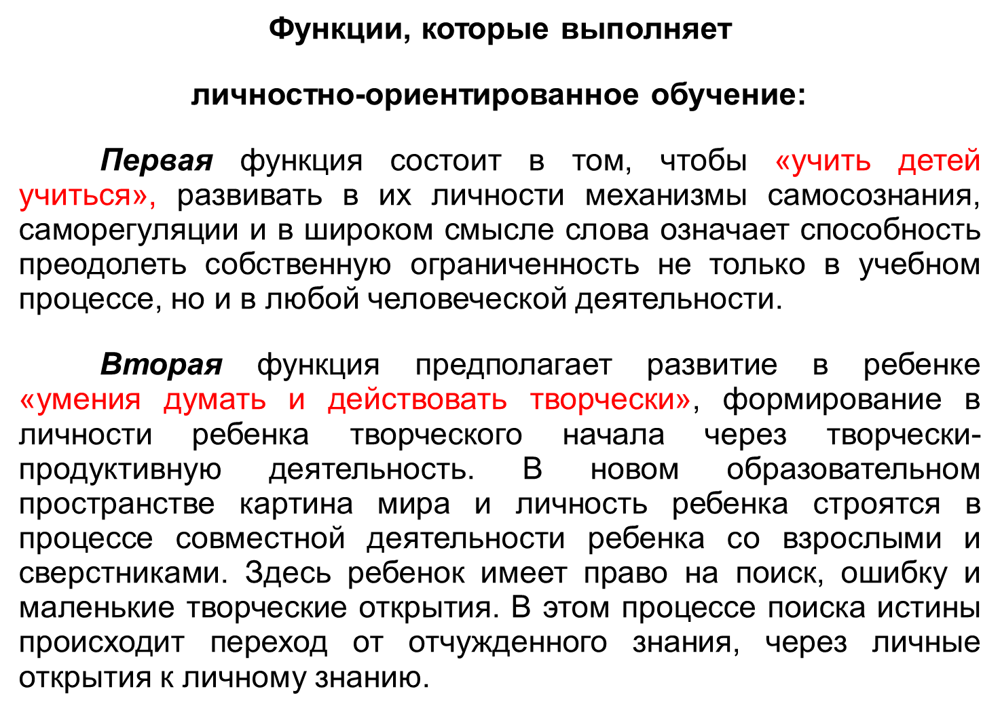 Функции, которые выполняет
личностно-ориентированное обучение:
Первая функция состоит в том, чтобы «учить детей
учиться», развивать в их личности механизмы самосознания,
саморегуляции и в широком смысле слова означает способность
преодолеть собственную ограниченность не только в учебном
процессе, но и в любой человеческой деятельности.
Вторая функция предполагает развитие в ребенке
«умения думать и действовать творчески», формирование в
личности ребенка творческого начала через творчески-
продуктивную деятельность. В новом образовательном
пространстве картина мира и личность ребенка строятся в
процессе совместной деятельности ребенка со взрослыми и
сверстниками. Здесь ребенок имеет право на поиск, ошибку и
маленькие творческие открытия. В этом процессе поиска истины
происходит переход от отчужденного знания, через личные
открытия к личному знанию.